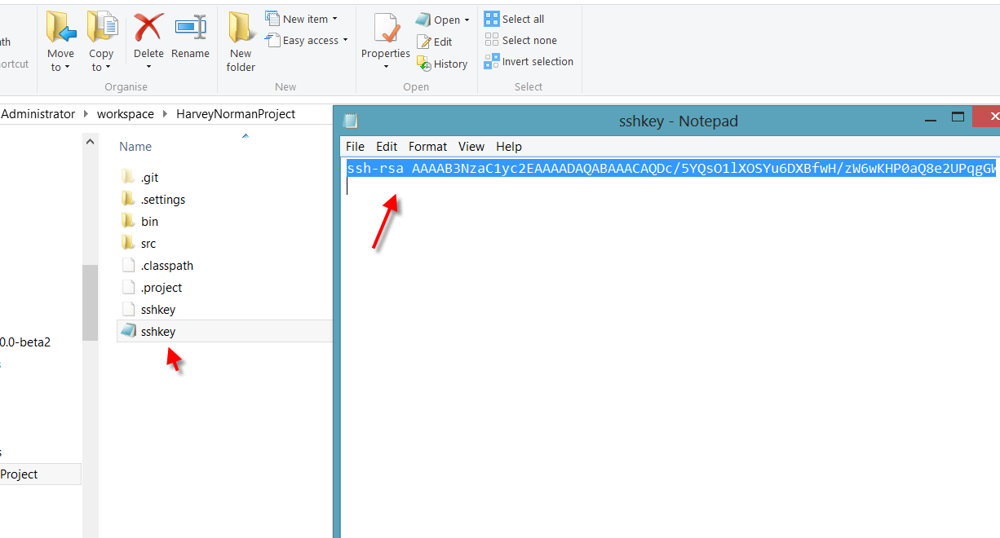 New item
Open
Select all
ath
Easy access
Edit
Select none
ortcut
Move
to
Copy
to
Delete
Rename
New
folder
Properties
History
Invert selection
Organise
New
Open
Select
Administrator
workspace
HarveyNormanProject
sshkey - Notepad
Name
File Edit Format View Help
ssh-rsa AAAAB3NzaC1yc2EAAAADAQABAAACAQDc/5YQsO1lXOSYu6DXBfwH/zW6wKHP0aQ8e2UPqgGW
.git
.settings
bin
src
.classpath
.project
sshkey
sshkey
0.0-beta2
s
Project